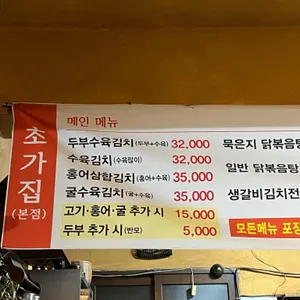 초가집
(본점)
메인 메뉴
두부수육김치(두부+수육) 32,000
수육김치(수육많이) 32,000
홍어삼합김치(홍어+수육) 35,000
굴수육김치(굴+수육) 35,000
고기·홍어·굴 추가 시 15,000
두부 추가 시(반모) 5,000
묵은지 닭볶음탕
일반 닭볶음탕
생갈비김치전
모든메뉴 포장